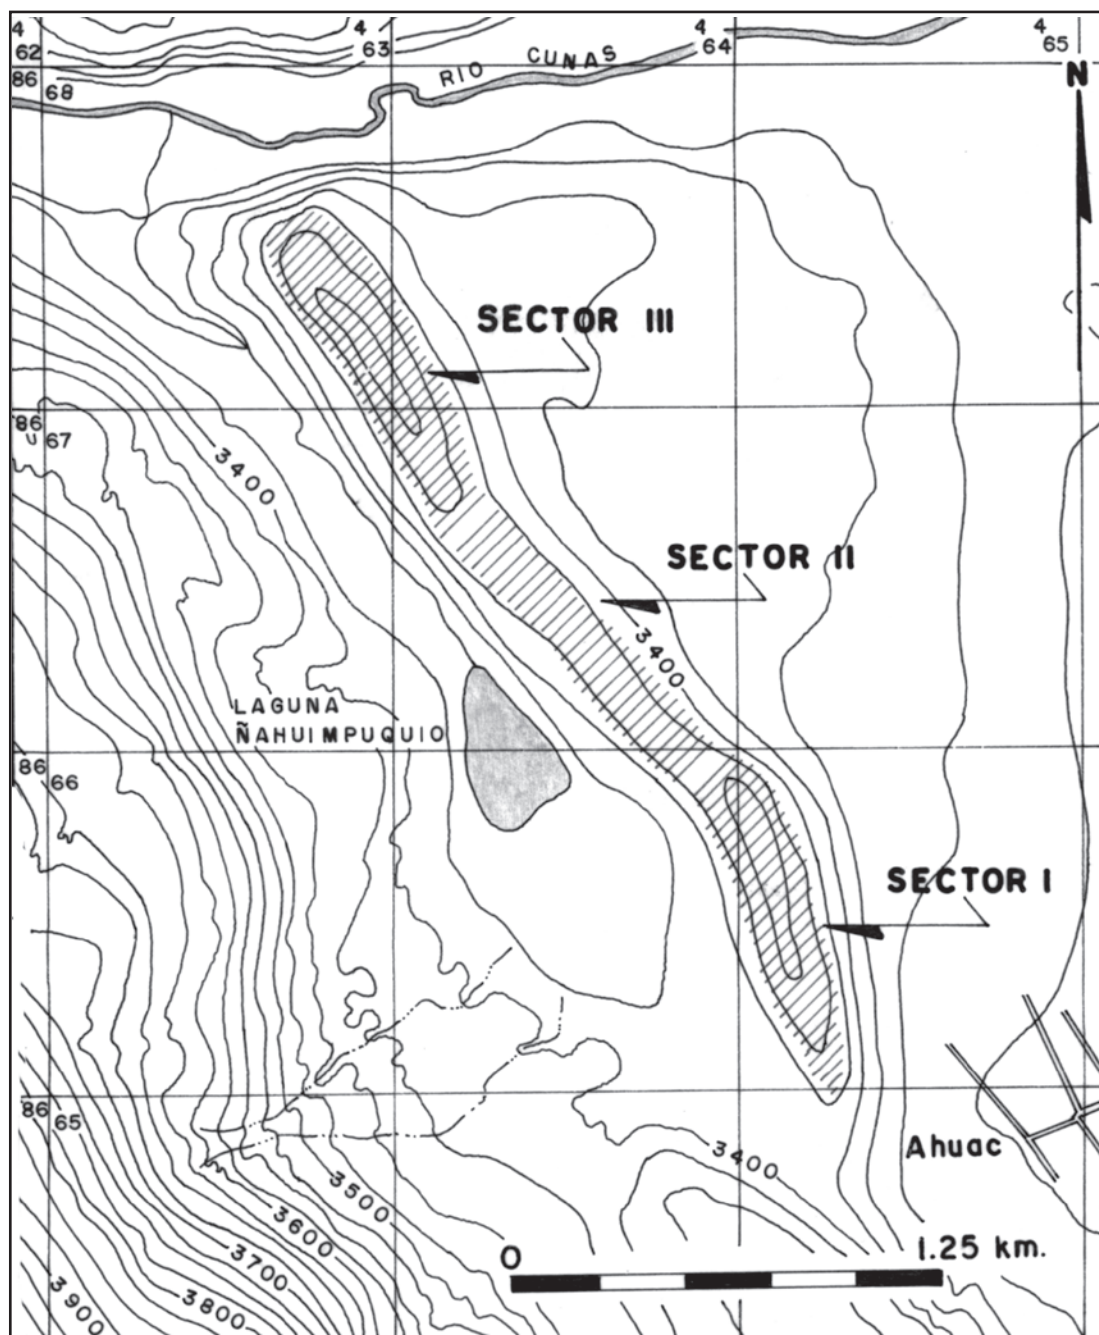 4 4 4 4
62 63 64 65
RIO CUNAS
86
68
N
SECTOR III
86
67
3400
SECTOR II
3400
LAGUNA
ÑAHUIMPUQUIO
86
66
SECTOR I
86
65
Ahuac
3400
3500
3600
3700
3800
3900
0 1.25 km.